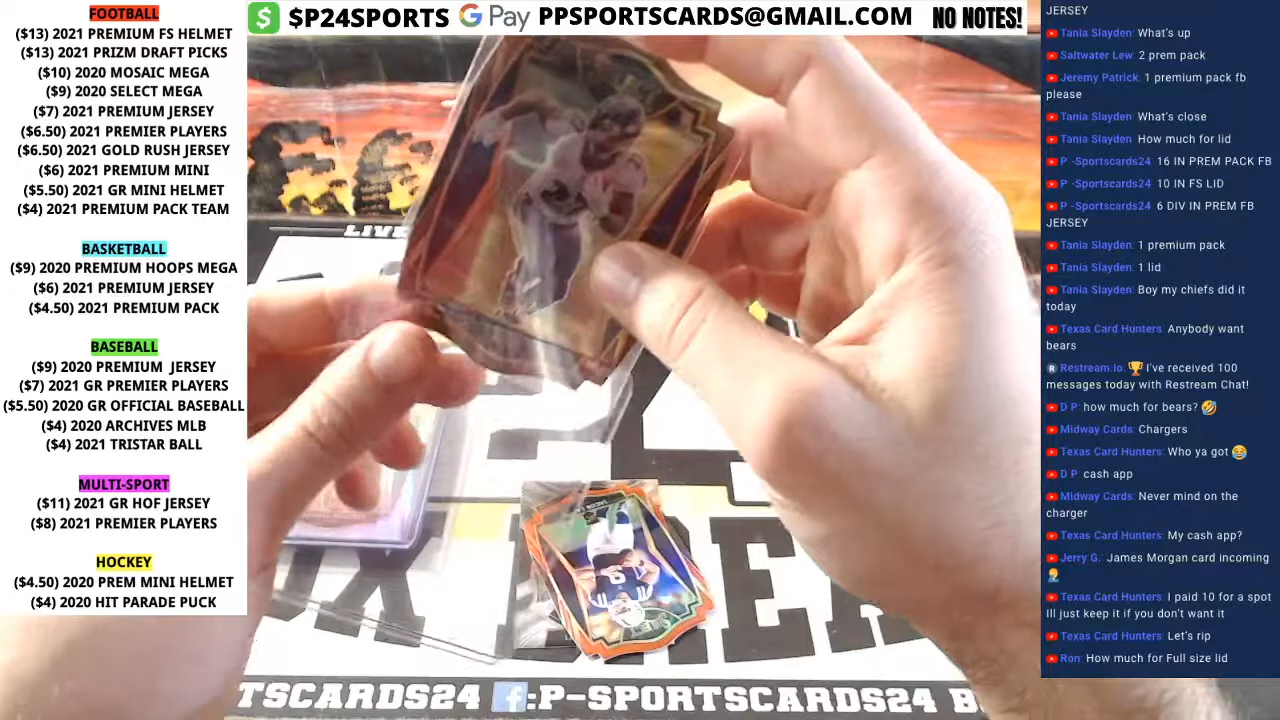 FOOTBALL
($13) 2021 PREMIUM FS HELMET
($13) 2021 PRIZM DRAFT PICKS
($10) 2020 MOSAIC MEGA
($9) 2020 SELECT MEGA
($7) 2021 PREMIUM JERSEY
($6.50) 2021 PREMIER PLAYERS
($6.50) 2021 GOLD RUSH JERSEY
($6) 2021 PREMIUM MINI
($5.50) 2021 GR MINI HELMET
($4) 2021 PREMIUM PACK TEAM
BASKETBALL
($9) 2020 PREMIUM HOOPS MEGA
($6) 2021 PREMIUM JERSEY
($4.50) 2021 PREMIUM PACK
BASEBALL
($9) 2020 PREMIUM JERSEY
($7) 2021 GR PREMIER PLAYERS
($5.50) 2020 GR OFFICIAL BASEBALL
($4) 2020 ARCHIVES MLB
($4) 2021 TRISTAR BALL
MULTI-SPORT
($11) 2021 GR HOF JERSEY
($8) 2021 PREMIER PLAYERS
HOCKEY
($4.50) 2020 PREM MINI HELMET
($4) 2020 HIT PARADE PUCK
$ $P24SPORTS G Pay PPSPORTSCARDS@GMAIL.COM NO NOTES!
LIVE
TSCARDS24 f:P-SPORTSCARDS24 B
JERSEY
Tania Slayden: What's up
Saltwater Lew: 2 prem pack
Jeremy Patrick: 1 premium pack fb
please
Tania Slayden: What's close
Tania Slayden: How much for lid
P -Sportscards24: 16 IN PREM PACK FB
P -Sportscards24: 10 IN FS LID
P -Sportscards24: 6 DIV IN PREM FB
JERSEY
Tania Slayden: 1 premium pack
Tania Slayden: 1 lid
Tania Slayden: Boy my chiefs did it
today
Texas Card Hunters: Anybody want
bears
R Restream.io: 🏆 I've received 100
messages today with Restream Chat!
D P: how much for bears? 🤣
Midway Cards: Chargers
Texas Card Hunters: Who ya got 😂
D P: cash app
Midway Cards: Never mind on the
charger
Texas Card Hunters: My cash app?
Jerry G.: James Morgan card incoming
🤦
Texas Card Hunters: I paid 10 for a spot
Ill just keep it if you don't want it
Texas Card Hunters: Let's rip
Ron: How much for Full size lid